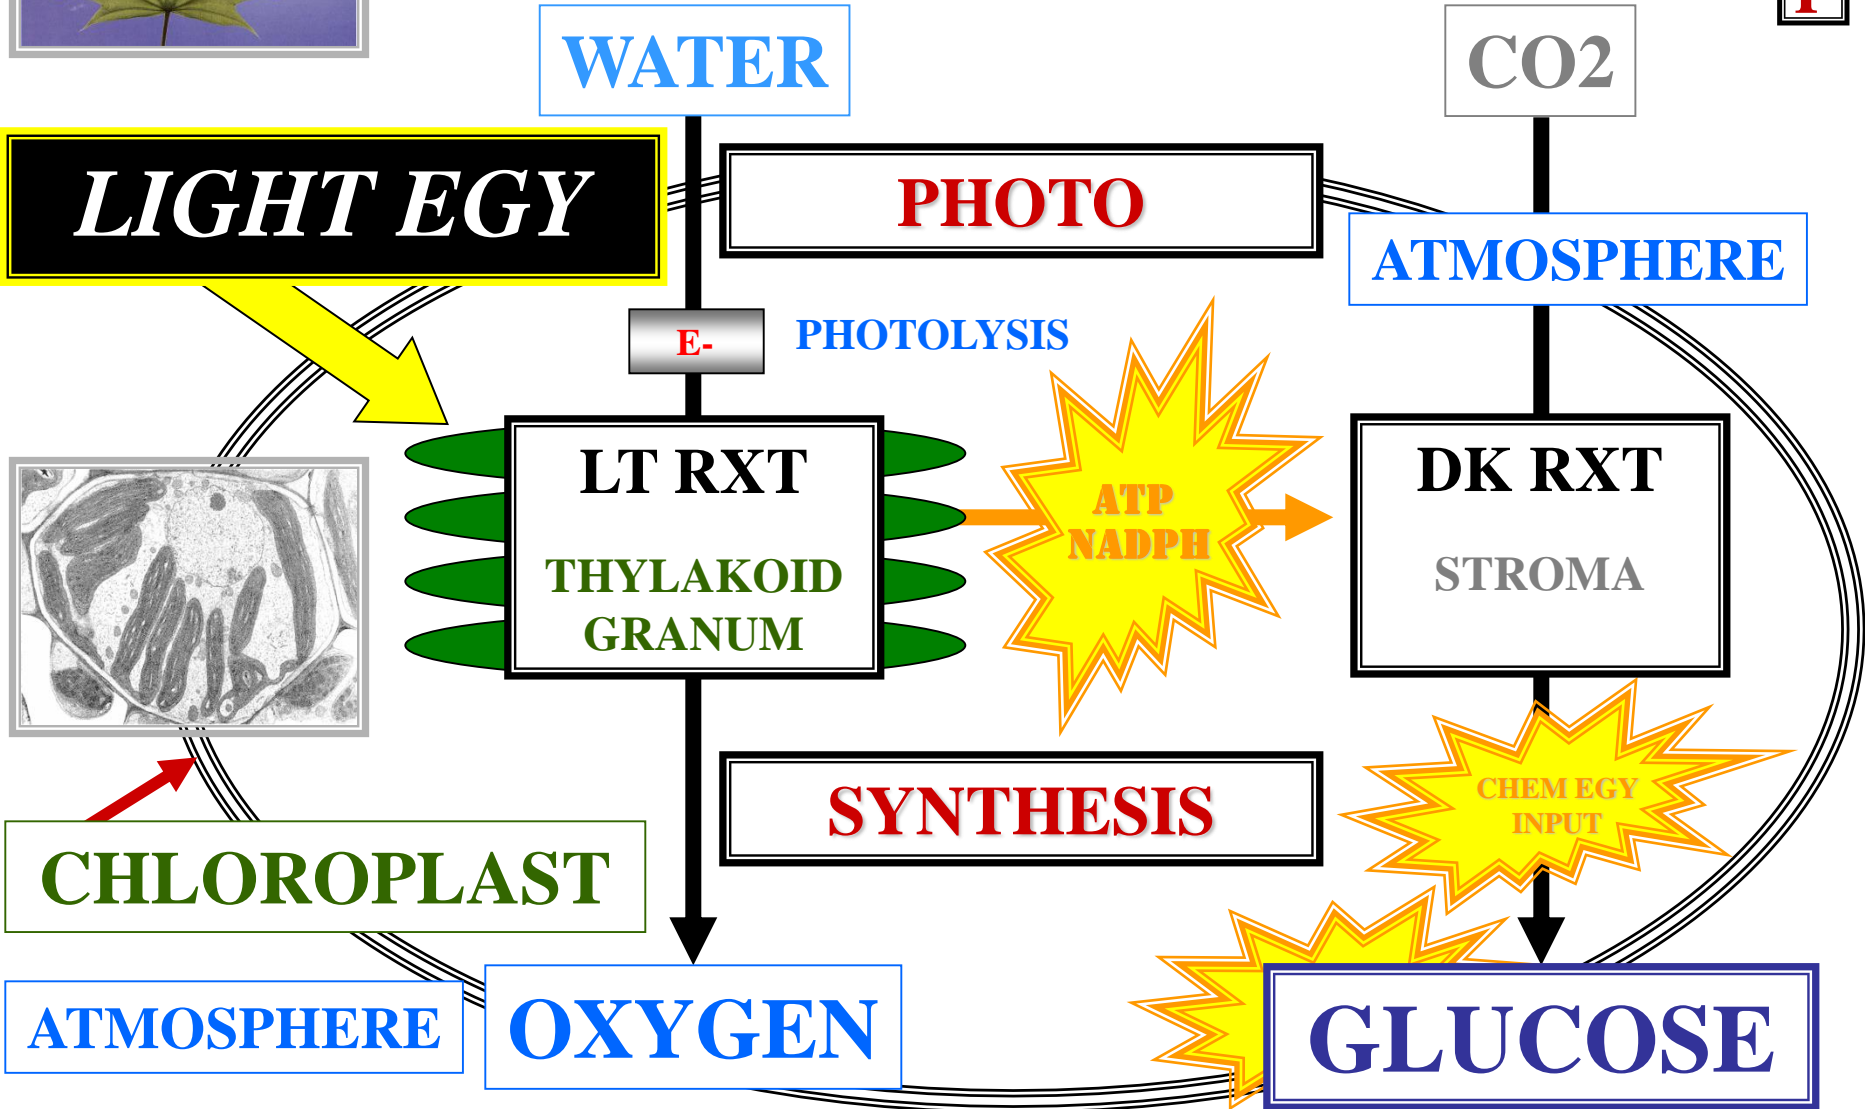 WATER
CO2
LIGHT EGY
PHOTO
ATMOSPHERE
E-
PHOTOLYSIS
LT RXT
THYLAKOID
GRANUM
ATP
NADPH
DK RXT
STROMA
CHEM EGY
INPUT
SYNTHESIS
CHLOROPLAST
ATMOSPHERE
OXYGEN
GLUCOSE